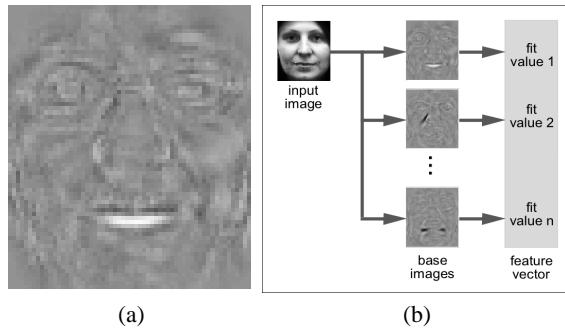 input
image
fit
value 1
fit
value 2
fit
value n
base
images
feature
vector
(a)
(b)